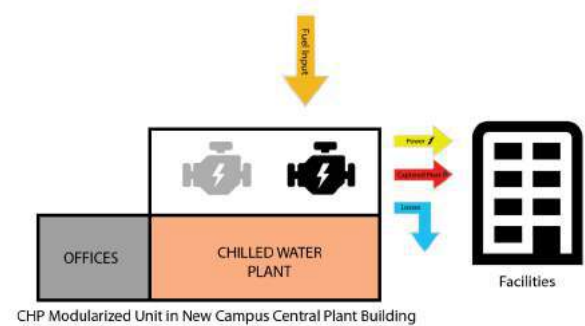 Fuel Input
Power
Captured Heat
Losses
OFFICES
CHILLED WATER
PLANT
Facilities
CHP Modularized Unit in New Campus Central Plant Building